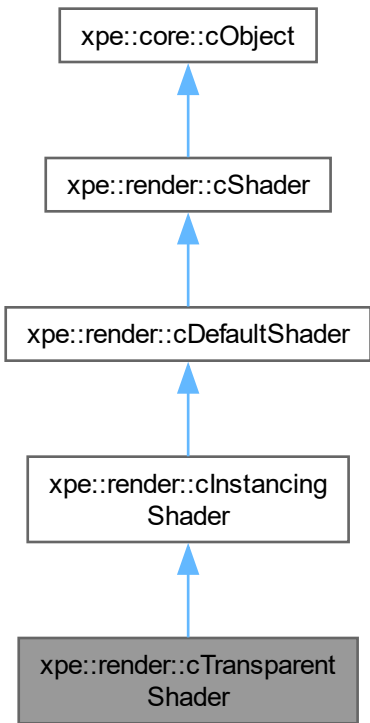 xpe::core::cObject
xpe::render::cShader
xpe::render::cDefaultShader
xpe::render::cInstancing
Shader
xpe::render::cTransparent
Shader